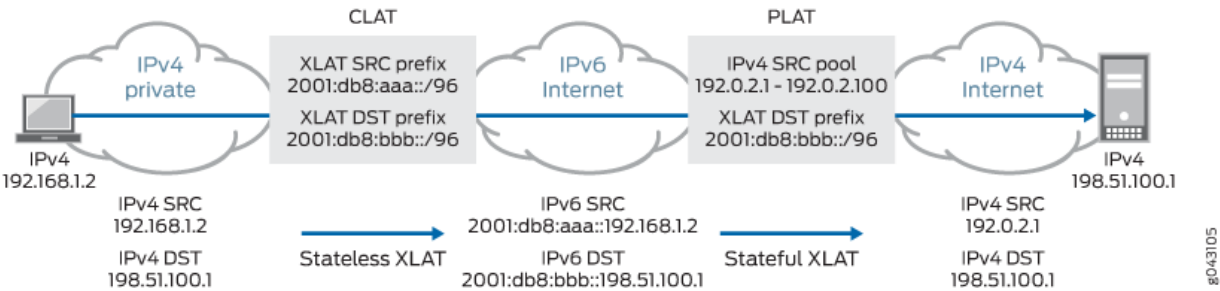 CLAT
PLAT
IPv4
private
XLAT SRC prefix
2001:db8:aaa::/96
XLAT DST prefix
2001:db8:bbb::/96
IPv6
Internet
IPv4 SRC pool
192.0.2.1 - 192.0.2.100
XLAT DST prefix
2001:db8:bbb::/96
IPv4
Internet
IPv4
192.168.1.2
IPv4
198.51.100.1
IPv4 SRC
192.168.1.2
IPv4 DST
198.51.100.1
Stateless XLAT
IPv6 SRC
2001:db8:aaa::192.168.1.2
IPv6 DST
2001:db8:bbb::198.51.100.1
Stateful XLAT
IPv4 SRC
192.0.2.1
IPv4 DST
198.51.100.1
g043105